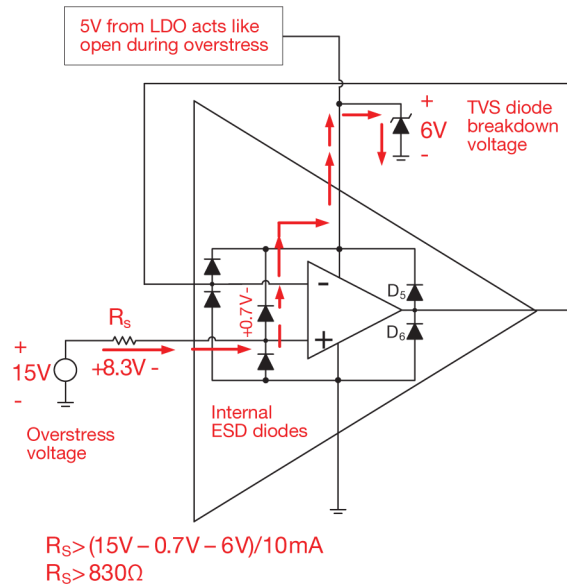 5V from LDO acts like
open during overstress
+
6V
-
TVS diode
breakdown
voltage
+0.7V-
-
+
D5
D6
Rs
+
15V
-
+8.3V -
Overstress
voltage
Internal
ESD diodes
RS>(15V – 0.7V – 6V)/10mA
RS>830Ω